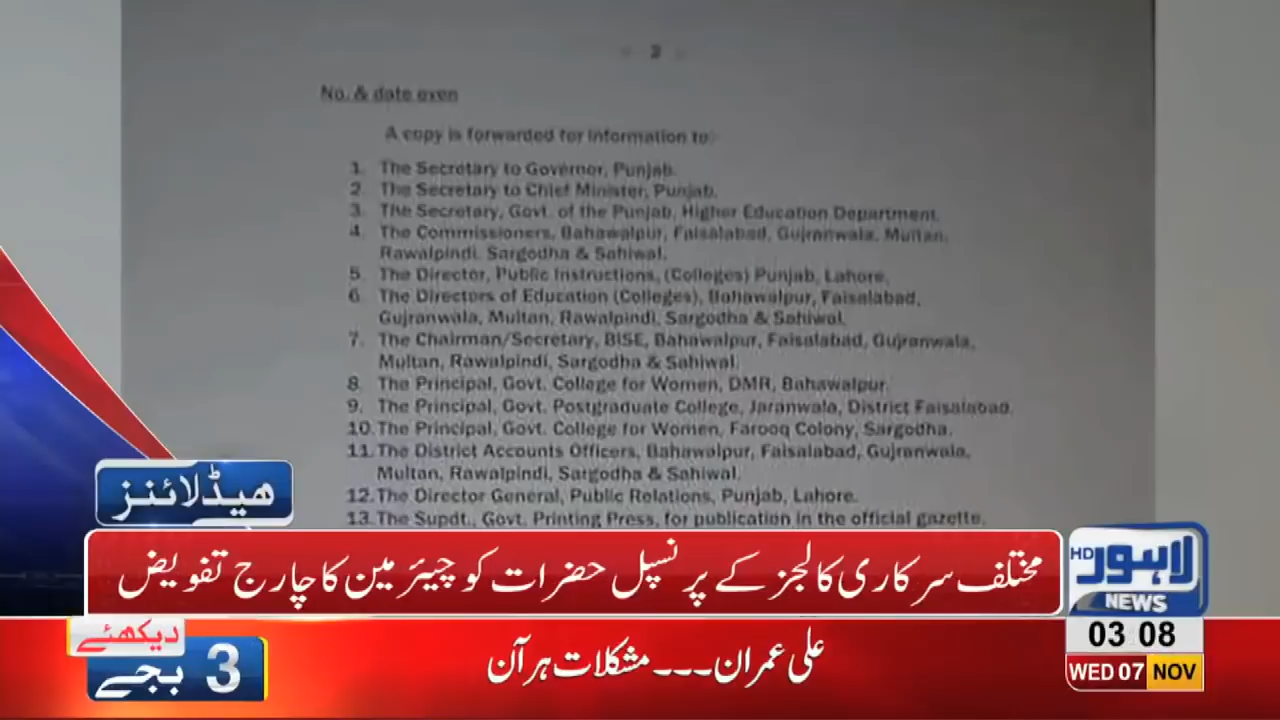 2
No. & date even
A copy is forwarded for information to:
1. The Secretary to Governor, Punjab.
2. The Secretary to Chief Minister, Punjab.
3. The Secretary, Govt. of the Punjab, Higher Education Department.
4. The Commissioners, Bahawalpur, Faisalabad, Gujranwala, Multan,
Rawalpindi, Sargodha & Sahiwal.
5. The Director, Public Instructions, (Colleges) Punjab, Lahore.
6. The Directors of Education (Colleges), Bahawalpur, Faisalabad,
Gujranwala, Multan, Rawalpindi, Sargodha & Sahiwal.
7. The Chairman/Secretary, BISE, Bahawalpur, Faisalabad, Gujranwala,
Multan, Rawalpindi, Sargodha & Sahiwal.
8. The Principal, Govt. College for Women, DMR, Bahawalpur.
9. The Principal, Govt. Postgraduate College, Jaranwala, District Faisalabad.
10. The Principal, Govt. College for Women, Farooq Colony, Sargodha.
11. The District Accounts Officers, Bahawalpur, Faisalabad, Gujranwala,
Multan, Rawalpindi, Sargodha & Sahiwal.
12. The Director General, Public Relations, Punjab, Lahore.
13. The Supdt., Govt. Printing Press, for publication in the official gazette.
ہیڈلائنز
مختلف سرکاری کالجز کے پرنسپل حضرات کو چیئرمین کا چارج تفویض
HD لاہور
NEWS
03 08
WED 07 NOV
دیکھئے
3 بجے
علی عمران ۔۔۔ مشکلات ہر آن